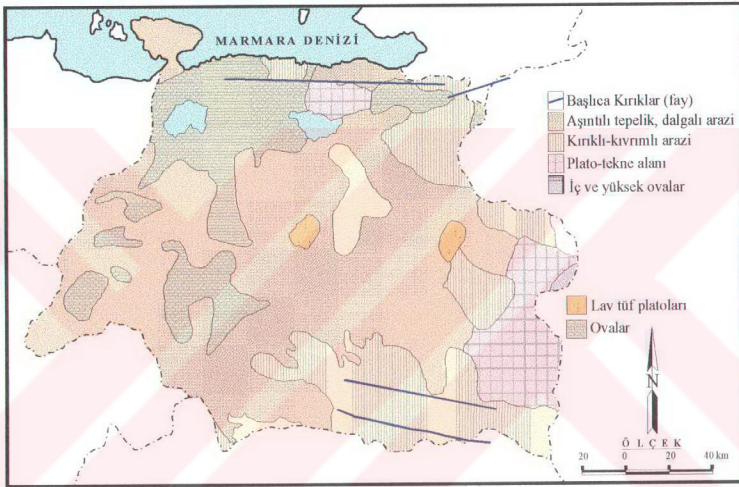 MARMARA DENİZİ
Başlıca Kırıklar (fay)
Aşıntılı tepelik, dalgalı arazi
Kırıklı-kıvrımlı arazi
Plato-tekne alanı
İç ve yüksek ovalar
Lav tüf platoları
Ovalar
N
ÖLÇEK
20 0 20 40 km